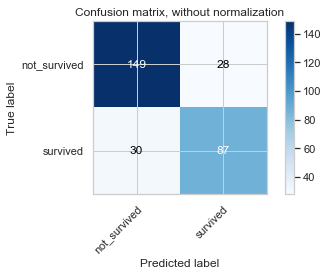 Confusion matrix, without normalization
True label
not_survived
survived
149
28
30
87
not_survived
survived
Predicted label
140
120
100
80
60
40